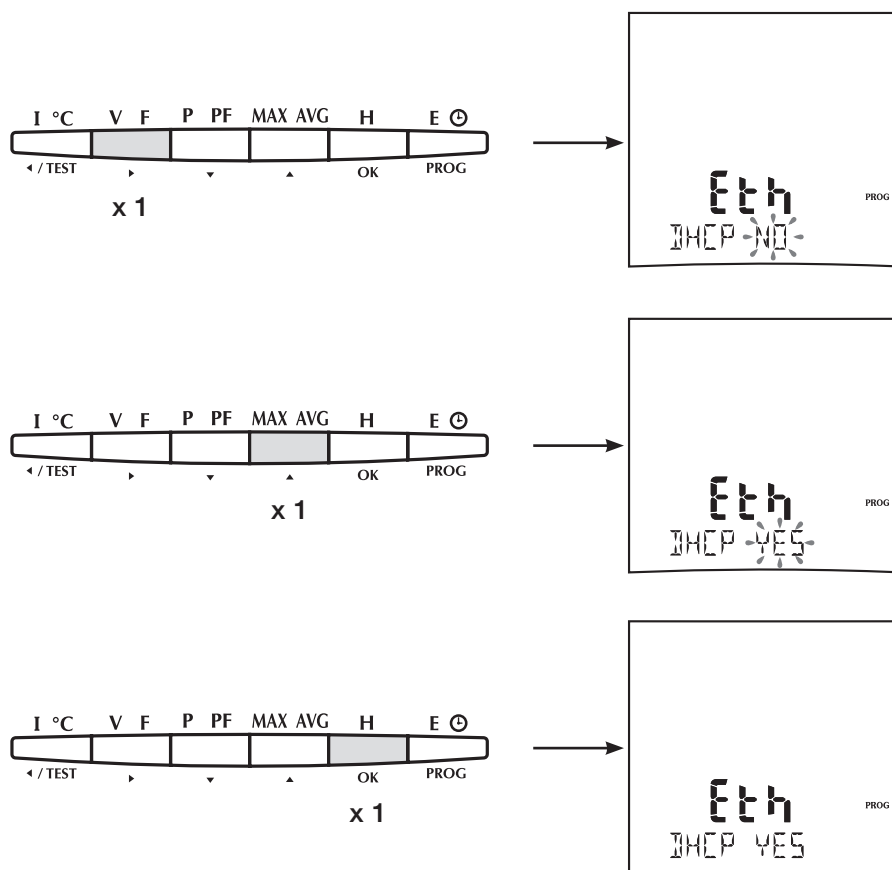 I °C V F P PF MAX AVG H E
/ TEST OK PROG
x 1
Eth
PROG
DHCP NO
I °C V F P PF MAX AVG H E
/ TEST OK PROG
x 1
Eth
PROG
DHCP YES
I °C V F P PF MAX AVG H E
/ TEST OK PROG
x 1
Eth
PROG
DHCP YES